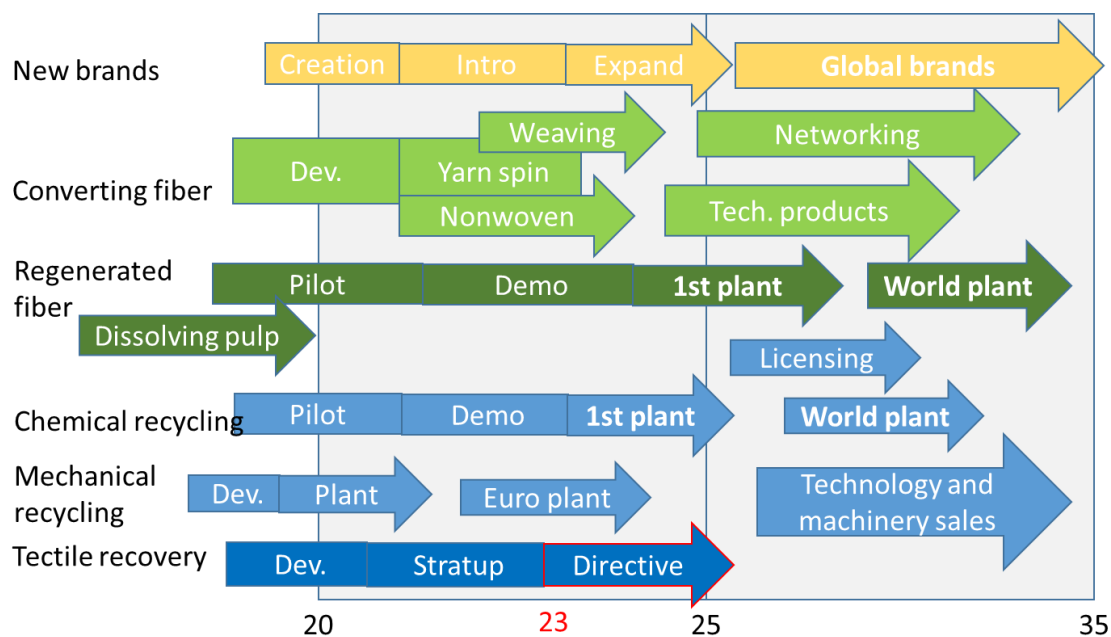 New brands
Creation
Intro
Expand
Global brands
Weaving
Networking
Converting fiber
Dev.
Yarn spin
Nonwoven
Tech. products
Regenerated
fiber
Pilot
Demo
1st plant
World plant
Dissolving pulp
Licensing
Chemical recycling
Pilot
Demo
1st plant
World plant
Mechanical
recycling
Dev.
Plant
Euro plant
Technology and
machinery sales
Tectile recovery
Dev.
Stratup
Directive
20
23
25
35